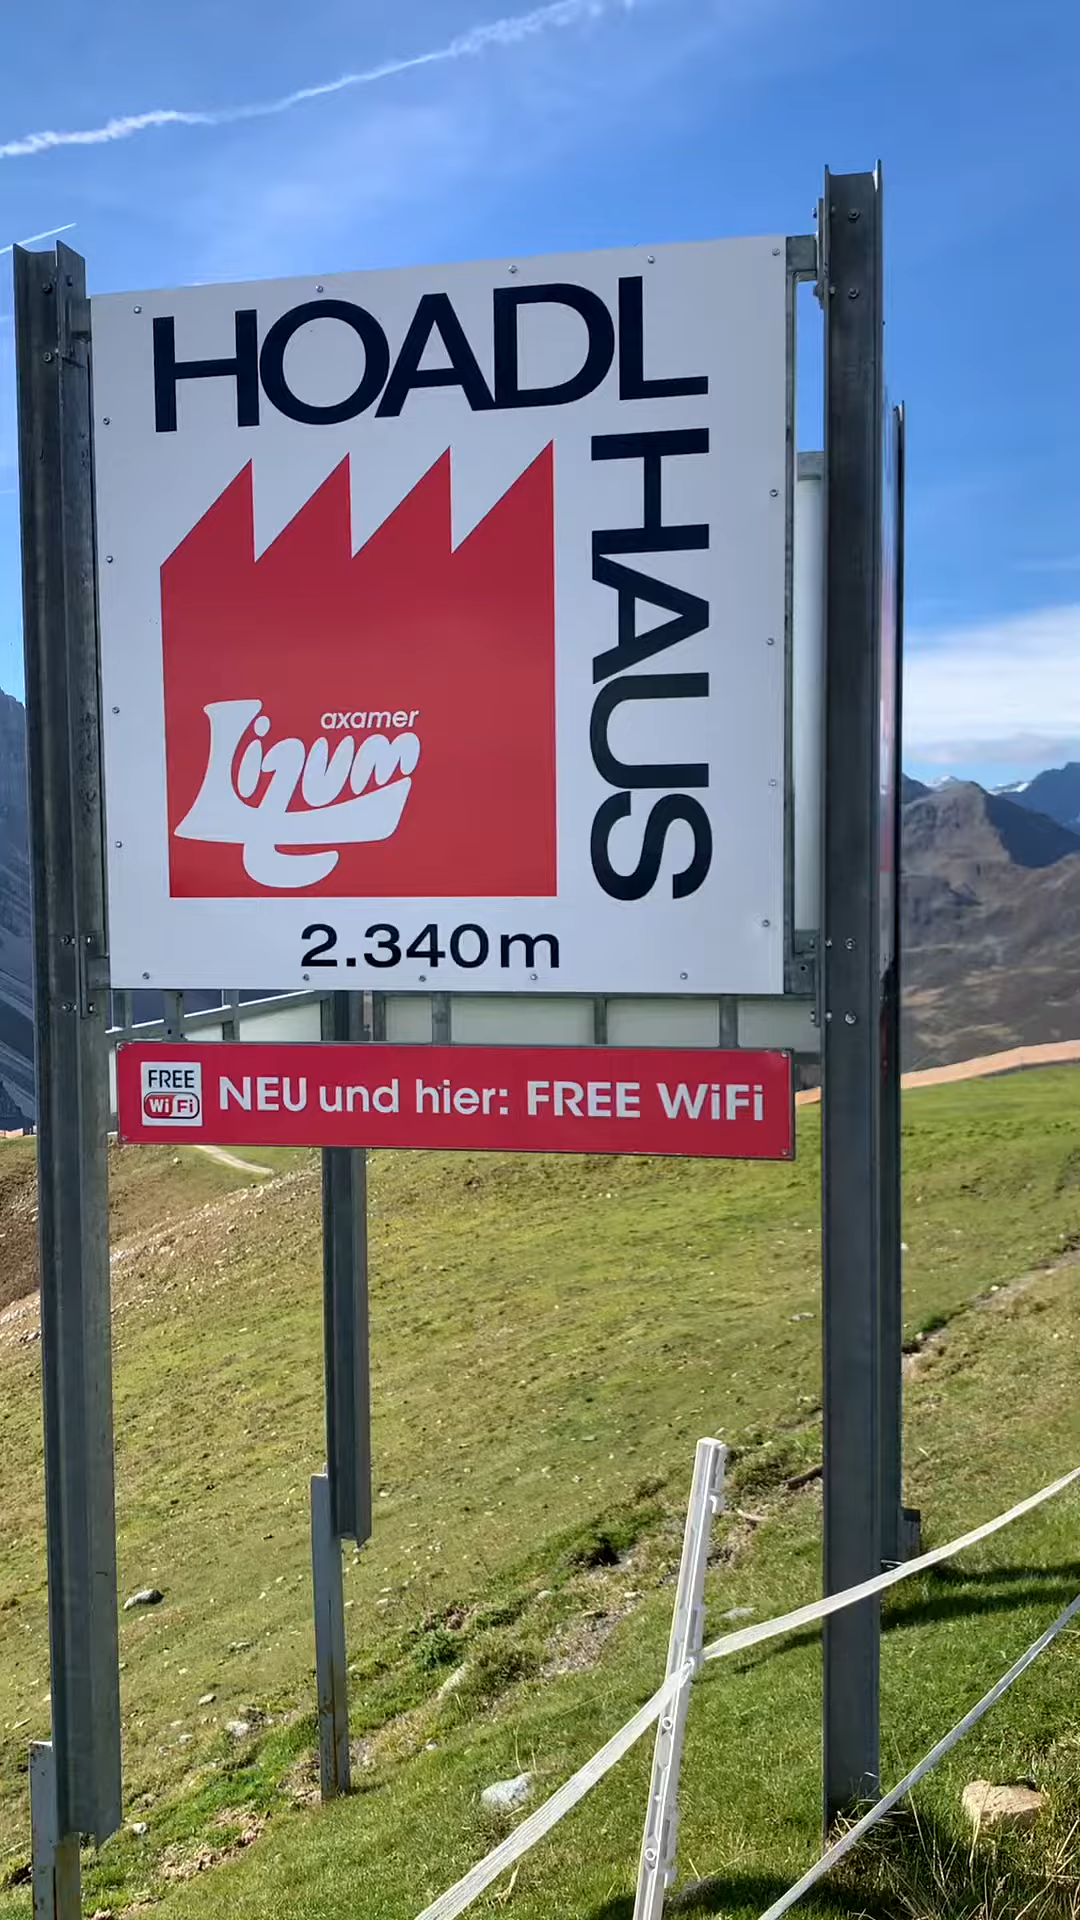 HOADL
HAUS
axamer
Lizum
2.340m
FREE
WiFi
NEU und hier: FREE WiFi